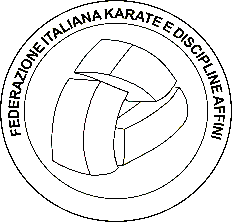 FEDERAZIONE ITALIANA KARATE E DISCIPLINE AFFINI